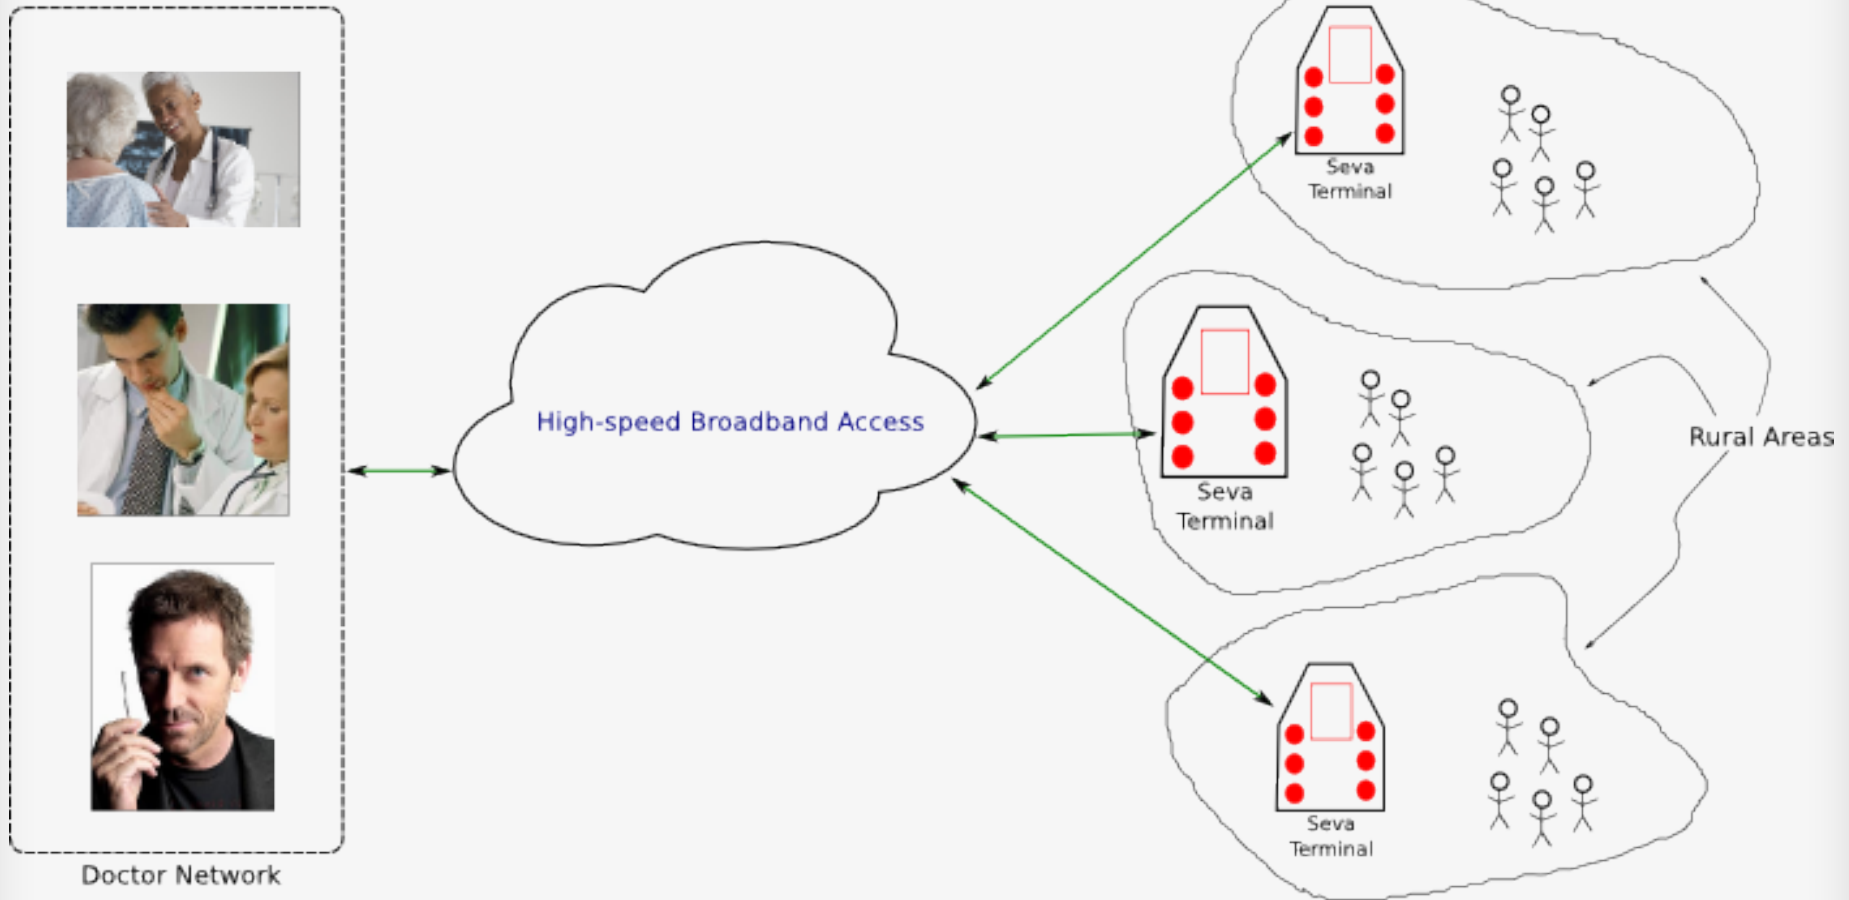 Seva
Terminal
High-speed Broadband Access
Seva
Terminal
Rural Areas
Seva
Terminal
Doctor Network